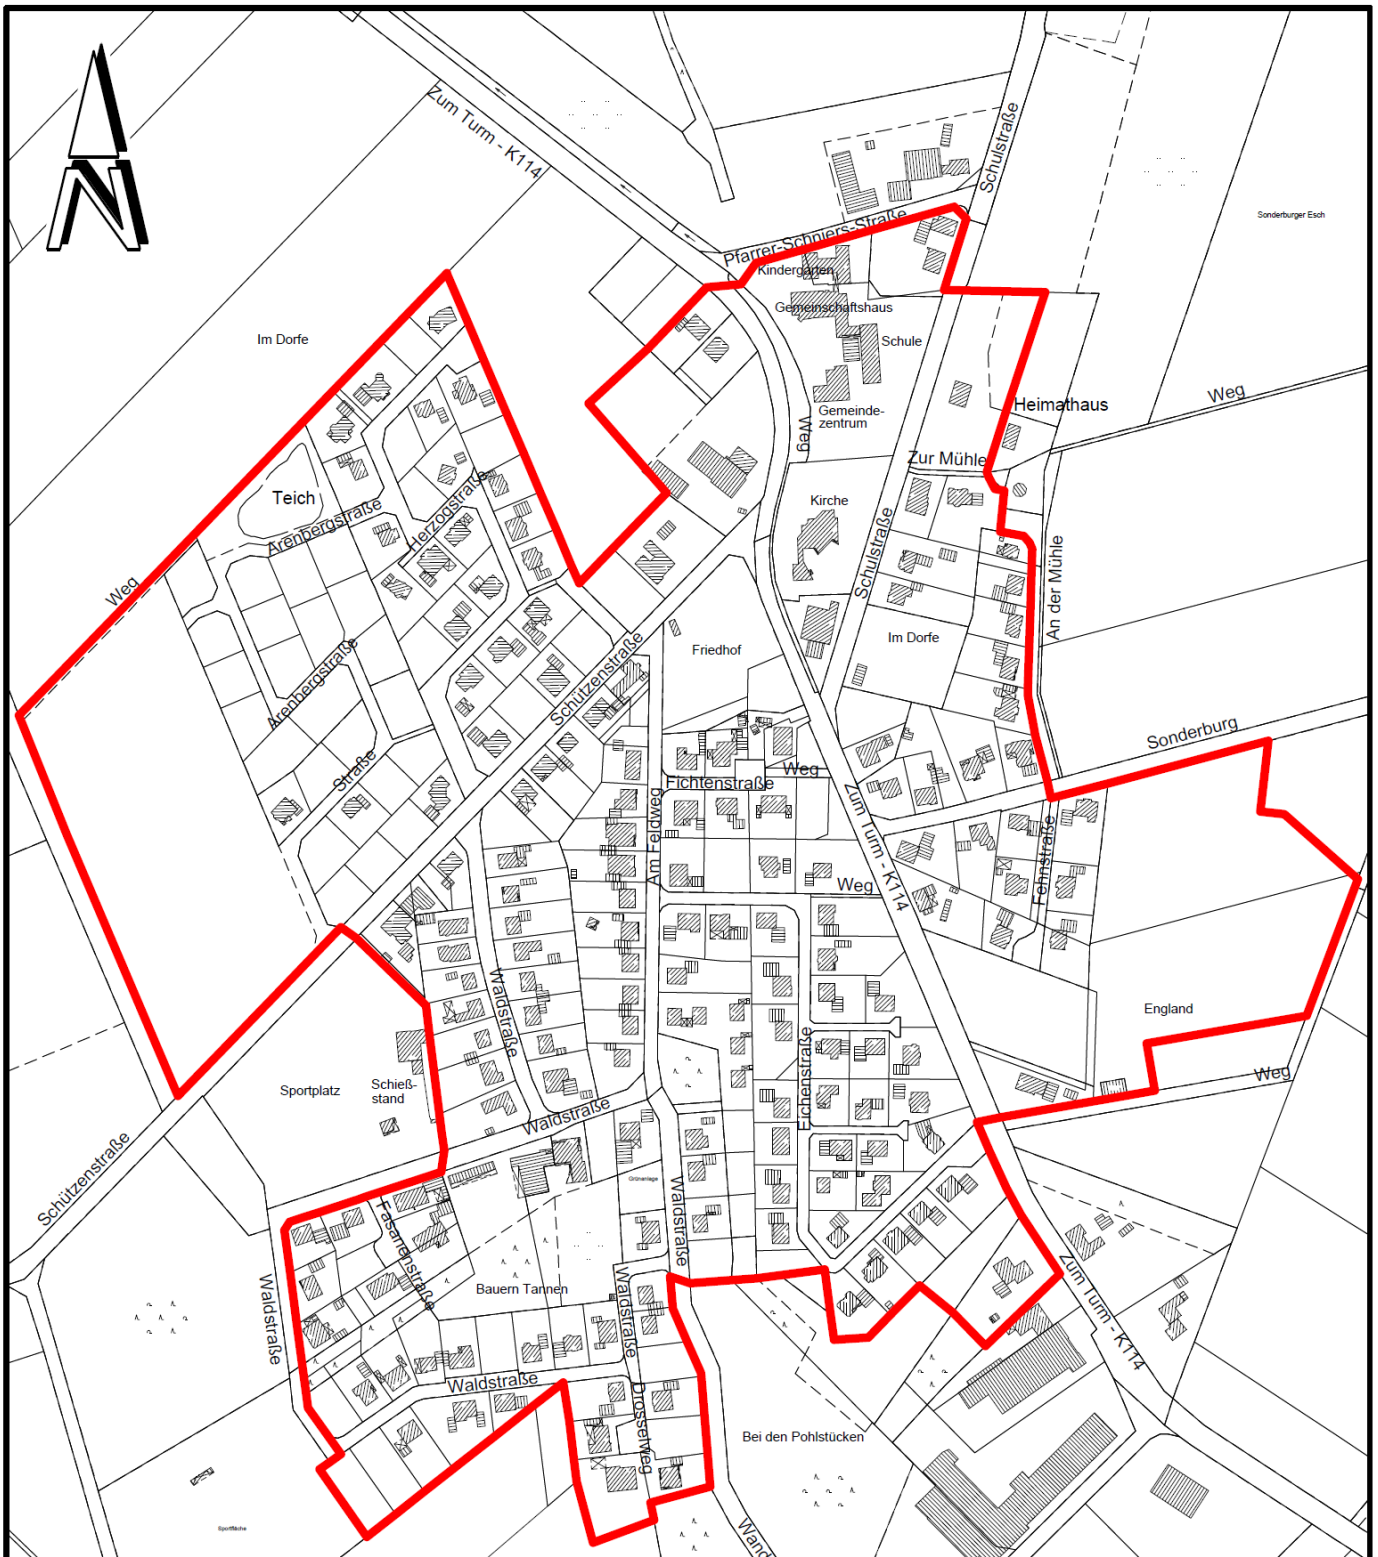 N
Zum Turm - K114
Schulstraße
Sonderburger Esch
Pfarrer-Schniers-Straße
Kindergarten
Gemeinschaftshaus
Im Dorfe
Schule
Weg
Heimathaus
Gemeinde-
zentrum
Weg
Zur Mühle
Teich
Herzogstraße
Kirche
Arenbergstraße
Schulstraße
Weg
An der Mühle
Im Dorfe
Friedhof
Schützenstraße
Arenbergstraße
Sonderburg
Straße
Weg
Fichtenstraße
Zum Turm - K114
Am Feldweg
Fehnstraße
Weg
Waldstraße
England
Eichenstraße
Weg
Sportplatz
Schieß-
stand
Waldstraße
Schützenstraße
Grünanlage
Waldstraße
Fasanenstraße
Zum Turm - K114
Bauern Tannen
Waldstraße
Waldstraße
Waldstraße
Drosselweg
Bei den Pohlstücken
Sportfläche
Wand